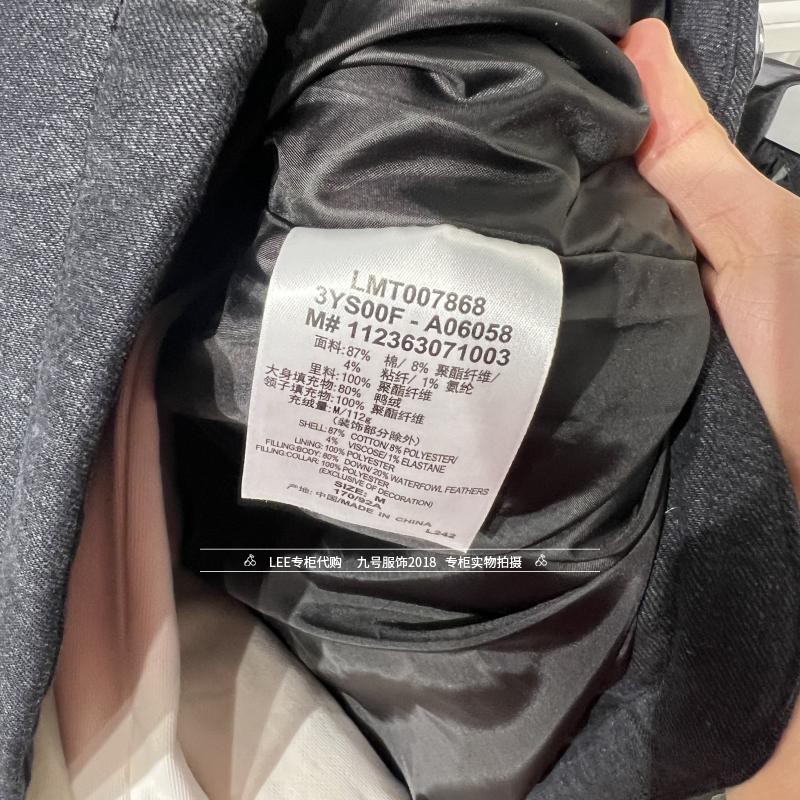 LMT007868
3YS00F - A06058
M# 112363071003
面料:87% 棉/ 8% 聚酯纤维/
4% 粘纤/ 1% 氨纶
里料:100% 聚酯纤维
大身填充物:80% 鸭绒
领子填充物:100% 聚酯纤维
充绒量:M/112g
(装饰部分除外)
SHELL:87% COTTON/8% POLYESTER/
4% VISCOSE/1% ELASTANE
LINING:100% POLYESTER
FILLING:BODY: 80% DOWN/20% WATERFOWL FEATHERS
FILLING:COLLAR: 100% POLYESTER
(EXCLUSIVE OF DECORATION)
SIZE: M
170/92A
产地: 中国/MADE IN CHINA
L242
LEE专柜代购 九号服饰2018 专柜实物拍摄